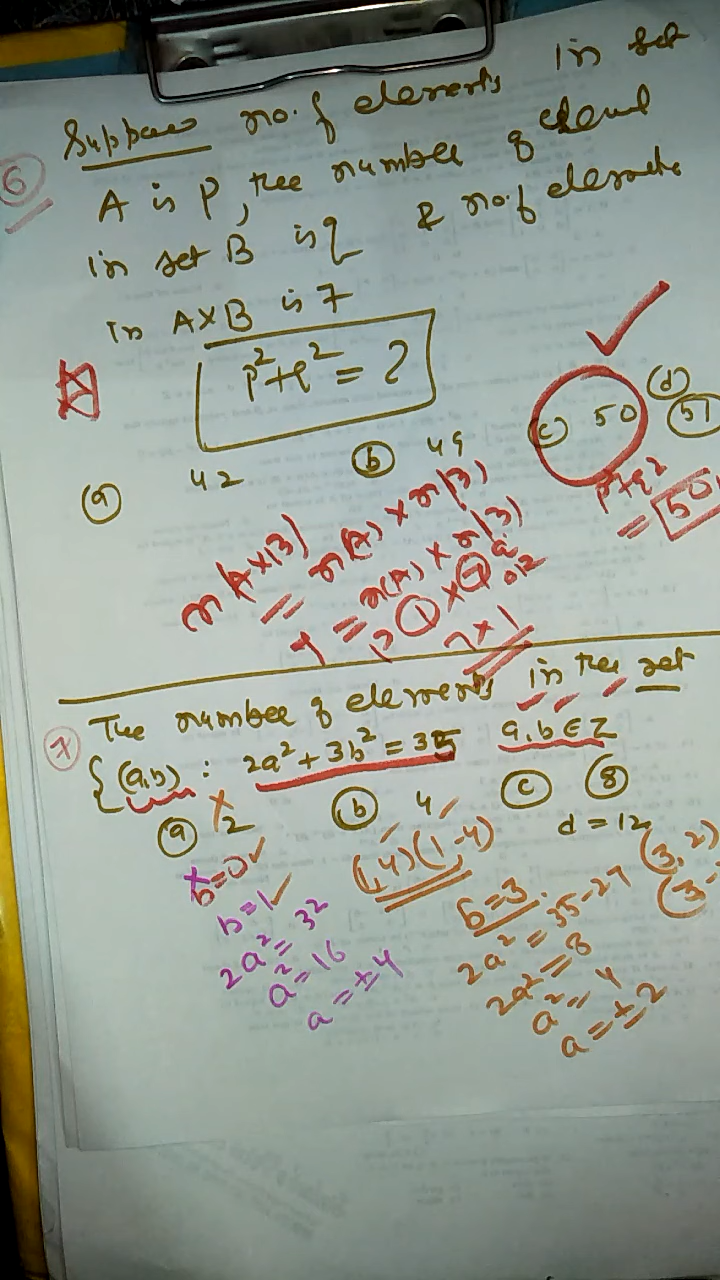 6
Suppose no. of elements in set
A is P, the number of element
in set B is q & no. of elements
in A×B is 7
P²+q² = ?
(a) 42 (b) 49 (c) 50 (d) 51
n(A×B) = n(A) × n(B)
7 = n(A) × n(B)
7×1
P²+q²
= 50
7
The number of elements in the set
{(a,b) : 2a²+3b² = 35 a,b ∈ Z
(a) 2 (b) 4 (c) 8
d = 12
b=0
b=1
2a² = 32
a² = 16
a = ±4
(1,4) (1,-4)
b=3.
2a² = 35-27
2a² = 8
a² = 4
a = ±2
(3,2)
(3-